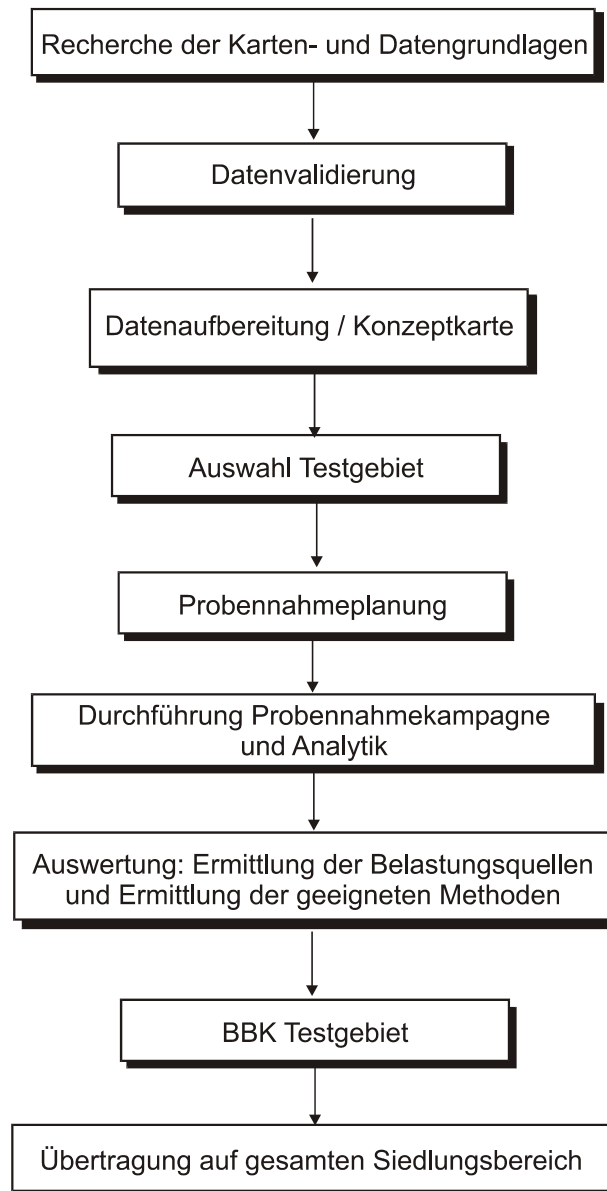 Recherche der Karten- und Datengrundlagen
Datenvalidierung
Datenaufbereitung / Konzeptkarte
Auswahl Testgebiet
Probennahmeplanung
Durchführung Probennahmekampagne
und Analytik
Auswertung: Ermittlung der Belastungsquellen
und Ermittlung der geeigneten Methoden
BBK Testgebiet
Übertragung auf gesamten Siedlungsbereich